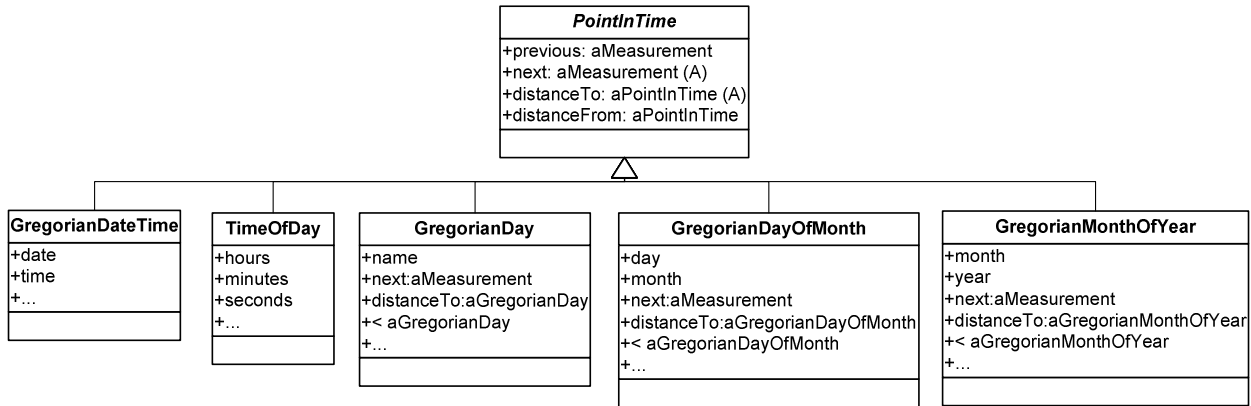 PointInTime
+previous: aMeasurement
+next: aMeasurement (A)
+distanceTo: aPointInTime (A)
+distanceFrom: aPointInTime
GregorianDateTime
+date
+time
+...
TimeOfDay
+hours
+minutes
+seconds
+...
GregorianDay
+name
+next:aMeasurement
+distanceTo:aGregorianDay
+< aGregorianDay
+...
GregorianDayOfMonth
+day
+month
+next:aMeasurement
+distanceTo:aGregorianDayOfMonth
+< aGregorianDayOfMonth
+...
GregorianMonthOfYear
+month
+year
+next:aMeasurement
+distanceTo:aGregorianMonthOfYear
+< aGregorianMonthOfYear
+...